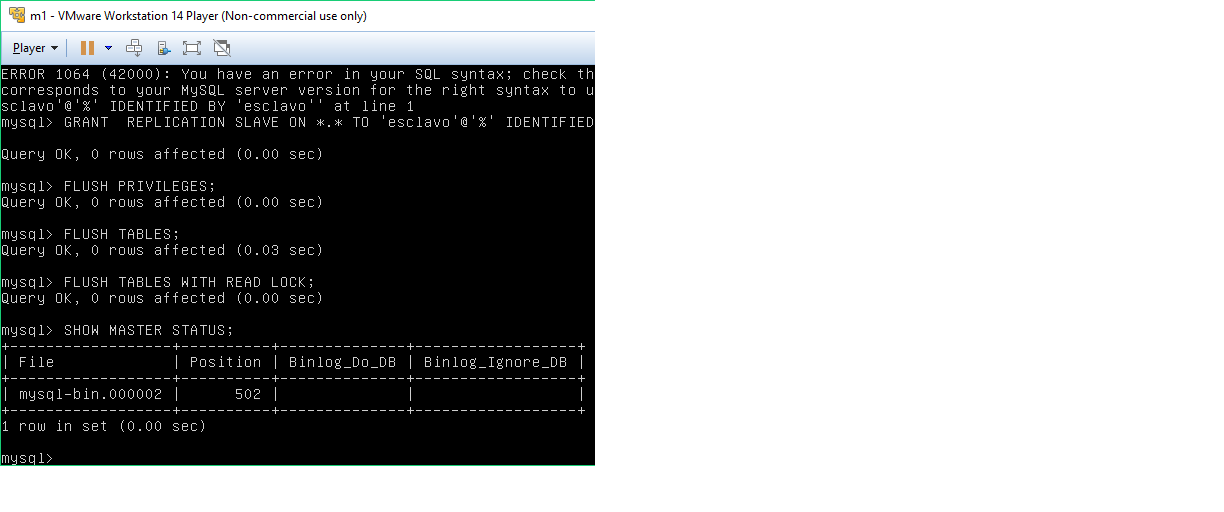 m1 - VMware Workstation 14 Player (Non-commercial use only)
Player
ERROR 1064 (42000): You have an error in your SQL syntax; check th
corresponds to your MySQL server version for the right syntax to u
sclavo'@'%' IDENTIFIED BY 'esclavo'' at line 1
mysql> GRANT  REPLICATION SLAVE ON *.* TO 'esclavo'@'%' IDENTIFIED
Query OK, 0 rows affected (0.00 sec)
mysql> FLUSH PRIVILEGES;
Query OK, 0 rows affected (0.00 sec)
mysql> FLUSH TABLES;
Query OK, 0 rows affected (0.03 sec)
mysql> FLUSH TABLES WITH READ LOCK;
Query OK, 0 rows affected (0.00 sec)
mysql> SHOW MASTER STATUS;
+------------------+----------+--------------+------------------+
| File             | Position | Binlog_Do_DB | Binlog_Ignore_DB |
+------------------+----------+--------------+------------------+
| mysql-bin.000002 |      502 |              |                  |
+------------------+----------+--------------+------------------+
1 row in set (0.00 sec)
mysql>